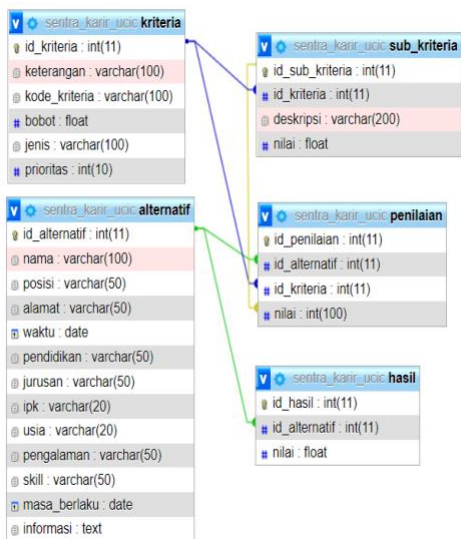 sentra_karir_ucic kriteria
id_kriteria : int(11)
keterangan : varchar(100)
kode_kriteria : varchar(100)
bobot : float
jenis : varchar(100)
prioritas : int(10)
sentra_karir_ucic sub_kriteria
id_sub_kriteria : int(11)
id_kriteria : int(11)
deskripsi : varchar(200)
nilai : float
sentra_karir_ucic alternatif
id_alternatif : int(11)
nama : varchar(100)
posisi : varchar(50)
alamat : varchar(50)
waktu : date
pendidikan : varchar(50)
jurusan : varchar(50)
ipk : varchar(20)
usia : varchar(20)
pengalaman : varchar(50)
skill : varchar(50)
masa_berlaku : date
informasi : text
sentra_karir_ucic penilaian
id_penilaian : int(11)
id_alternatif : int(11)
id_kriteria : int(11)
nilai : int(100)
sentra_karir_ucic hasil
id_hasil : int(11)
id_alternatif : int(11)
nilai : float